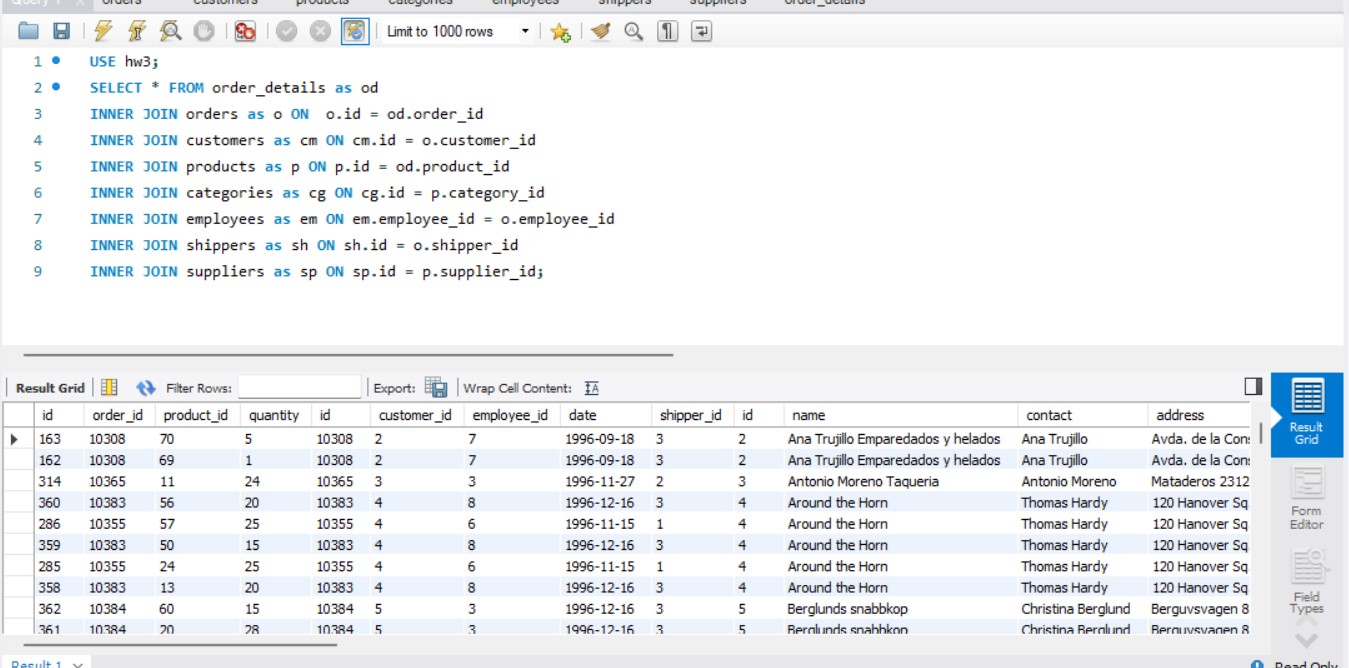 Query 1 × orders customers products categories employees shippers suppliers order_details
Limit to 1000 rows
1 USE hw3;
2 SELECT * FROM order_details as od
3 INNER JOIN orders as o ON  o.id = od.order_id
4 INNER JOIN customers as cm ON cm.id = o.customer_id
5 INNER JOIN products as p ON p.id = od.product_id
6 INNER JOIN categories as cg ON cg.id = p.category_id
7 INNER JOIN employees as em ON em.employee_id = o.employee_id
8 INNER JOIN shippers as sh ON sh.id = o.shipper_id
9 INNER JOIN suppliers as sp ON sp.id = p.supplier_id;
Result Grid Filter Rows: Export: Wrap Cell Content:
id order_id product_id quantity id customer_id employee_id date shipper_id id name contact address
163 10308 70 5 10308 2 7 1996-09-18 3 2 Ana Trujillo Emparedados y helados Ana Trujillo Avda. de la Cons
162 10308 69 1 10308 2 7 1996-09-18 3 2 Ana Trujillo Emparedados y helados Ana Trujillo Avda. de la Cons
314 10365 11 24 10365 3 3 1996-11-27 2 3 Antonio Moreno Taqueria Antonio Moreno Mataderos 2312
360 10383 56 20 10383 4 8 1996-12-16 3 4 Around the Horn Thomas Hardy 120 Hanover Sq
286 10355 57 25 10355 4 6 1996-11-15 1 4 Around the Horn Thomas Hardy 120 Hanover Sq
359 10383 50 15 10383 4 8 1996-12-16 3 4 Around the Horn Thomas Hardy 120 Hanover Sq
285 10355 24 25 10355 4 6 1996-11-15 1 4 Around the Horn Thomas Hardy 120 Hanover Sq
358 10383 13 20 10383 4 8 1996-12-16 3 4 Around the Horn Thomas Hardy 120 Hanover Sq
362 10384 60 15 10384 5 3 1996-12-16 3 5 Berglunds snabbkop Christina Berglund Berguvsvagen 8
361 10384 20 28 10384 5 3 1996-12-16 3 5 Berglunds snabbkop Christina Berglund Berguvsvagen 8
Result
Grid
Form
Editor
Field
Types
Result 1
Read Only